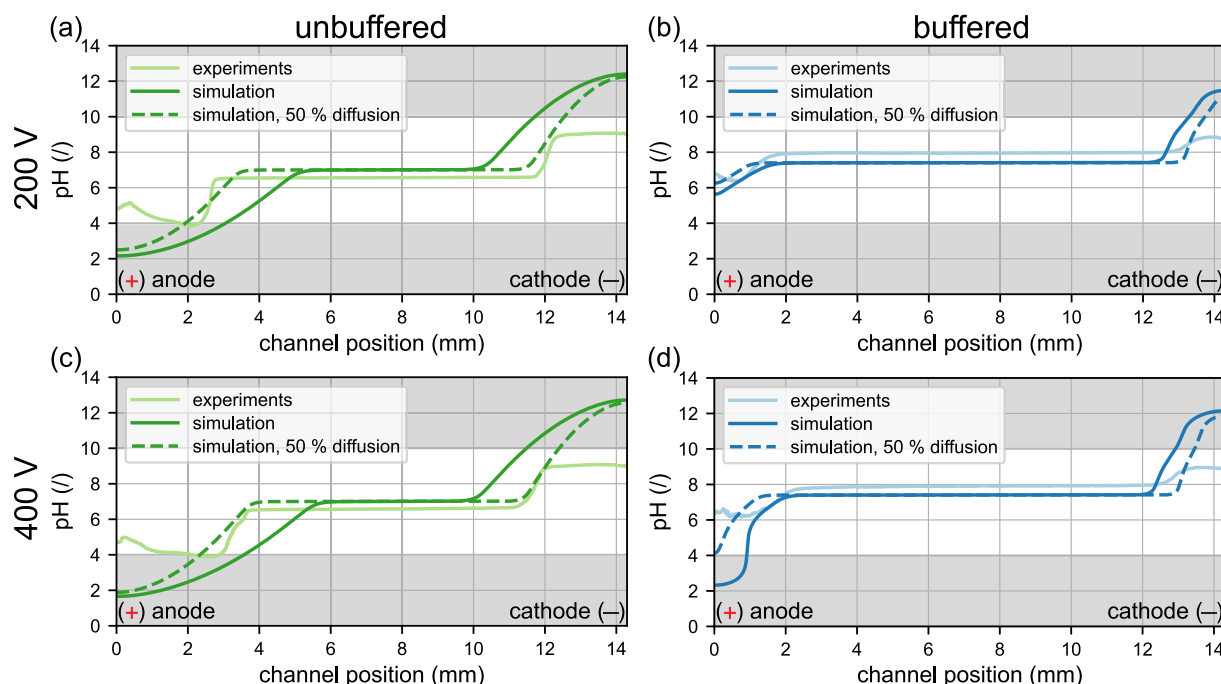 unbuffered
buffered
200 V
400 V
(a)
14
12
10
8
6
4
2
0
pH (/)
experiments
simulation
simulation, 50 % diffusion
(+) anode
cathode (—)
0 2 4 6 8 10 12 14
channel position (mm)
(b)
14
12
10
8
6
4
2
0
pH (/)
experiments
simulation
simulation, 50 % diffusion
(+) anode
cathode (—)
0 2 4 6 8 10 12 14
channel position (mm)
(c)
14
12
10
8
6
4
2
0
pH (/)
experiments
simulation
simulation, 50 % diffusion
(+) anode
cathode (—)
0 2 4 6 8 10 12 14
channel position (mm)
(d)
14
12
10
8
6
4
2
0
pH (/)
experiments
simulation
simulation, 50 % diffusion
(+) anode
cathode (—)
0 2 4 6 8 10 12 14
channel position (mm)